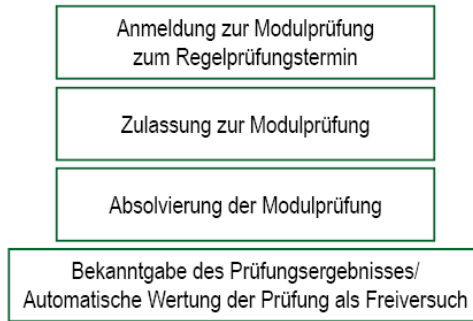 Anmeldung zur Modulprüfung
zum Regelprüfungstermin
Zulassung zur Modulprüfung
Absolvierung der Modulprüfung
Bekanntgabe des Prüfungsergebnisses/
Automatische Wertung der Prüfung als Freiversuch